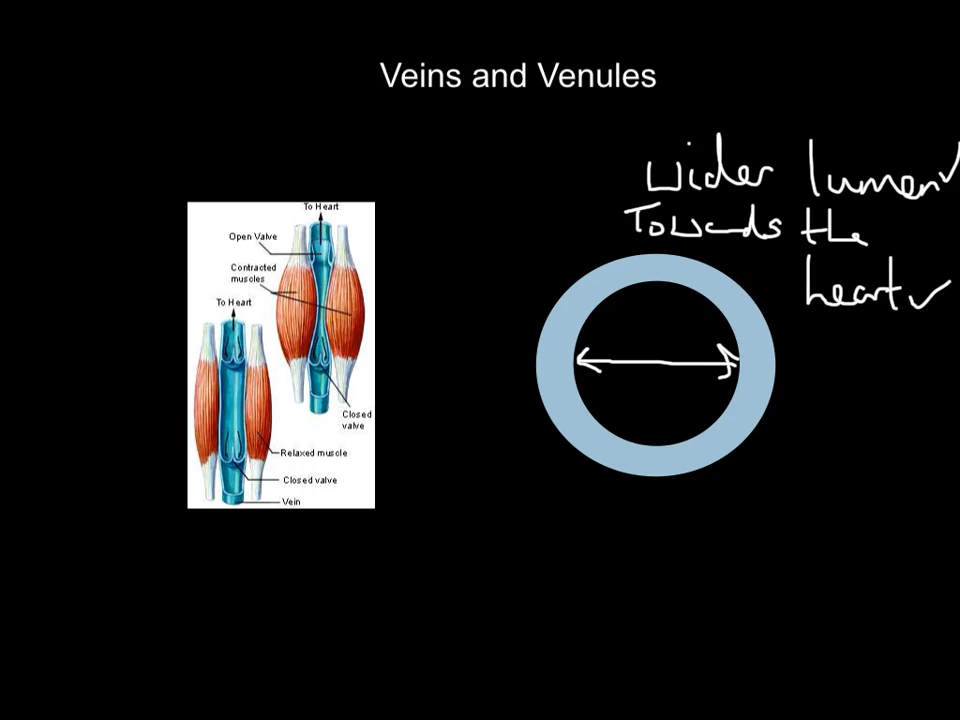 Veins and Venules
wider lumen
Towards the
heart
To Heart
Open Valve
Contracted
muscles
To Heart
Closed
valve
Relaxed muscle
Closed valve
Vein